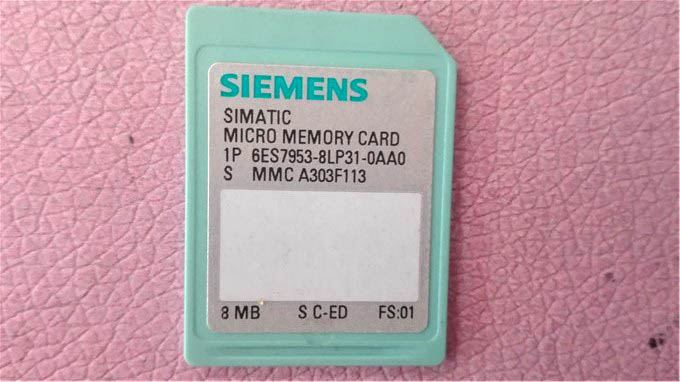 SIEMENS
SIMATIC
MICRO MEMORY CARD
1P 6ES7953-8LP31-0AA0
S MMC A303F113
8 MB S C-ED FS:01